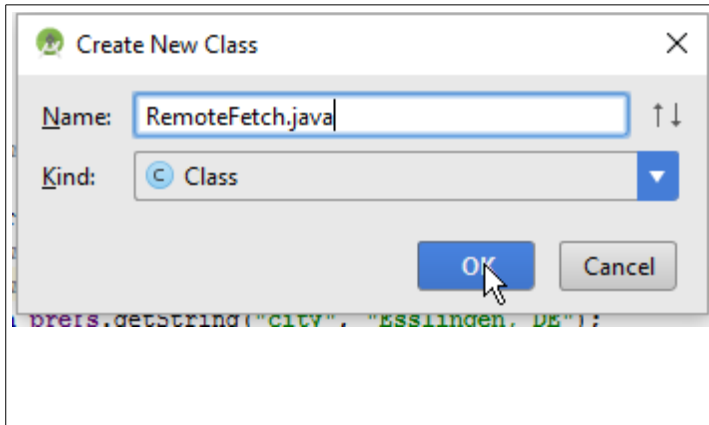 Create New Class
Name: RemoteFetch.java
Kind: Class
OK Cancel
prefs.getString("city", "Esslingen, DE");